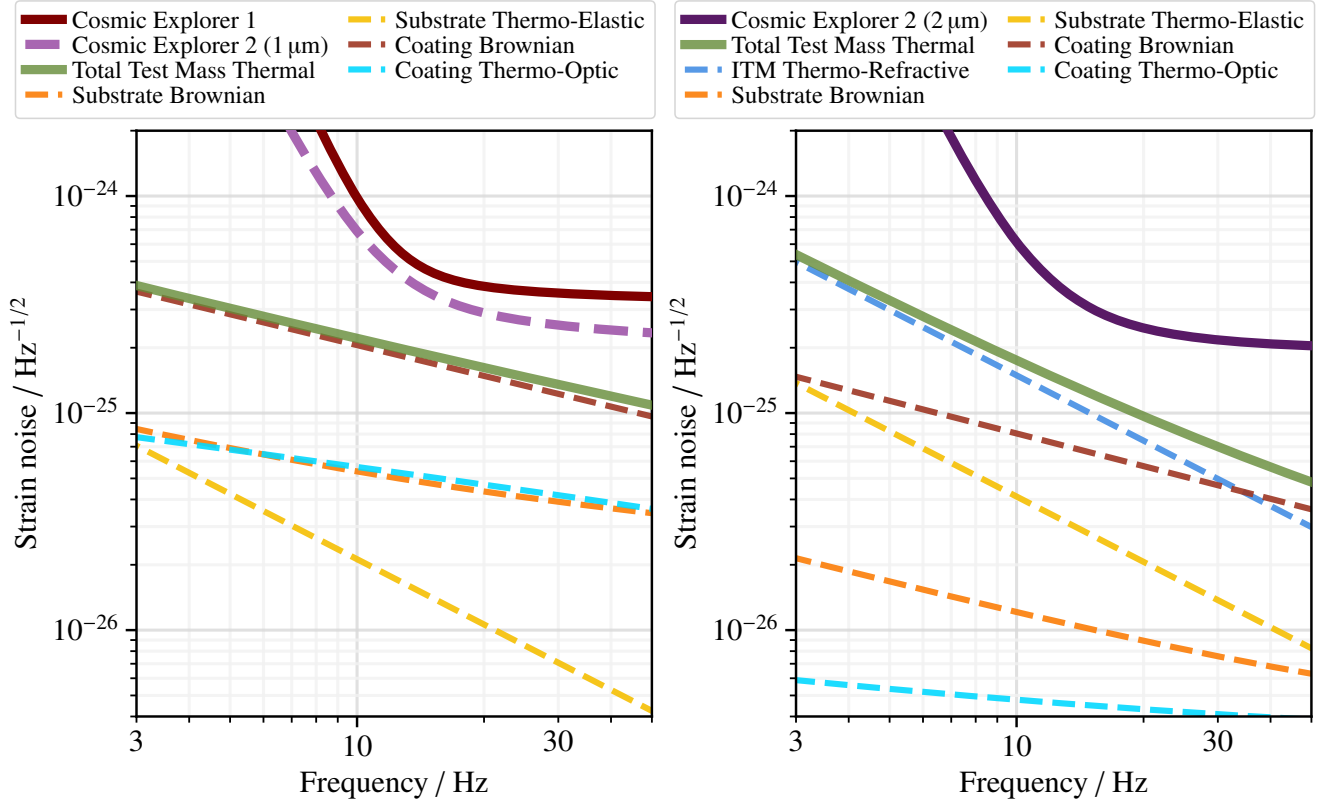 Cosmic Explorer 1
Cosmic Explorer 2 (1 μm)
Total Test Mass Thermal
Substrate Brownian
Substrate Thermo-Elastic
Coating Brownian
Coating Thermo-Optic
Cosmic Explorer 2 (2 μm)
Total Test Mass Thermal
ITM Thermo-Refractive
Substrate Brownian
Substrate Thermo-Elastic
Coating Brownian
Coating Thermo-Optic
Strain noise / Hz⁻¹/²
10⁻²⁴
10⁻²⁵
10⁻²⁶
3
10
30
Frequency / Hz
Strain noise / Hz⁻¹/²
10⁻²⁴
10⁻²⁵
10⁻²⁶
3
10
30
Frequency / Hz